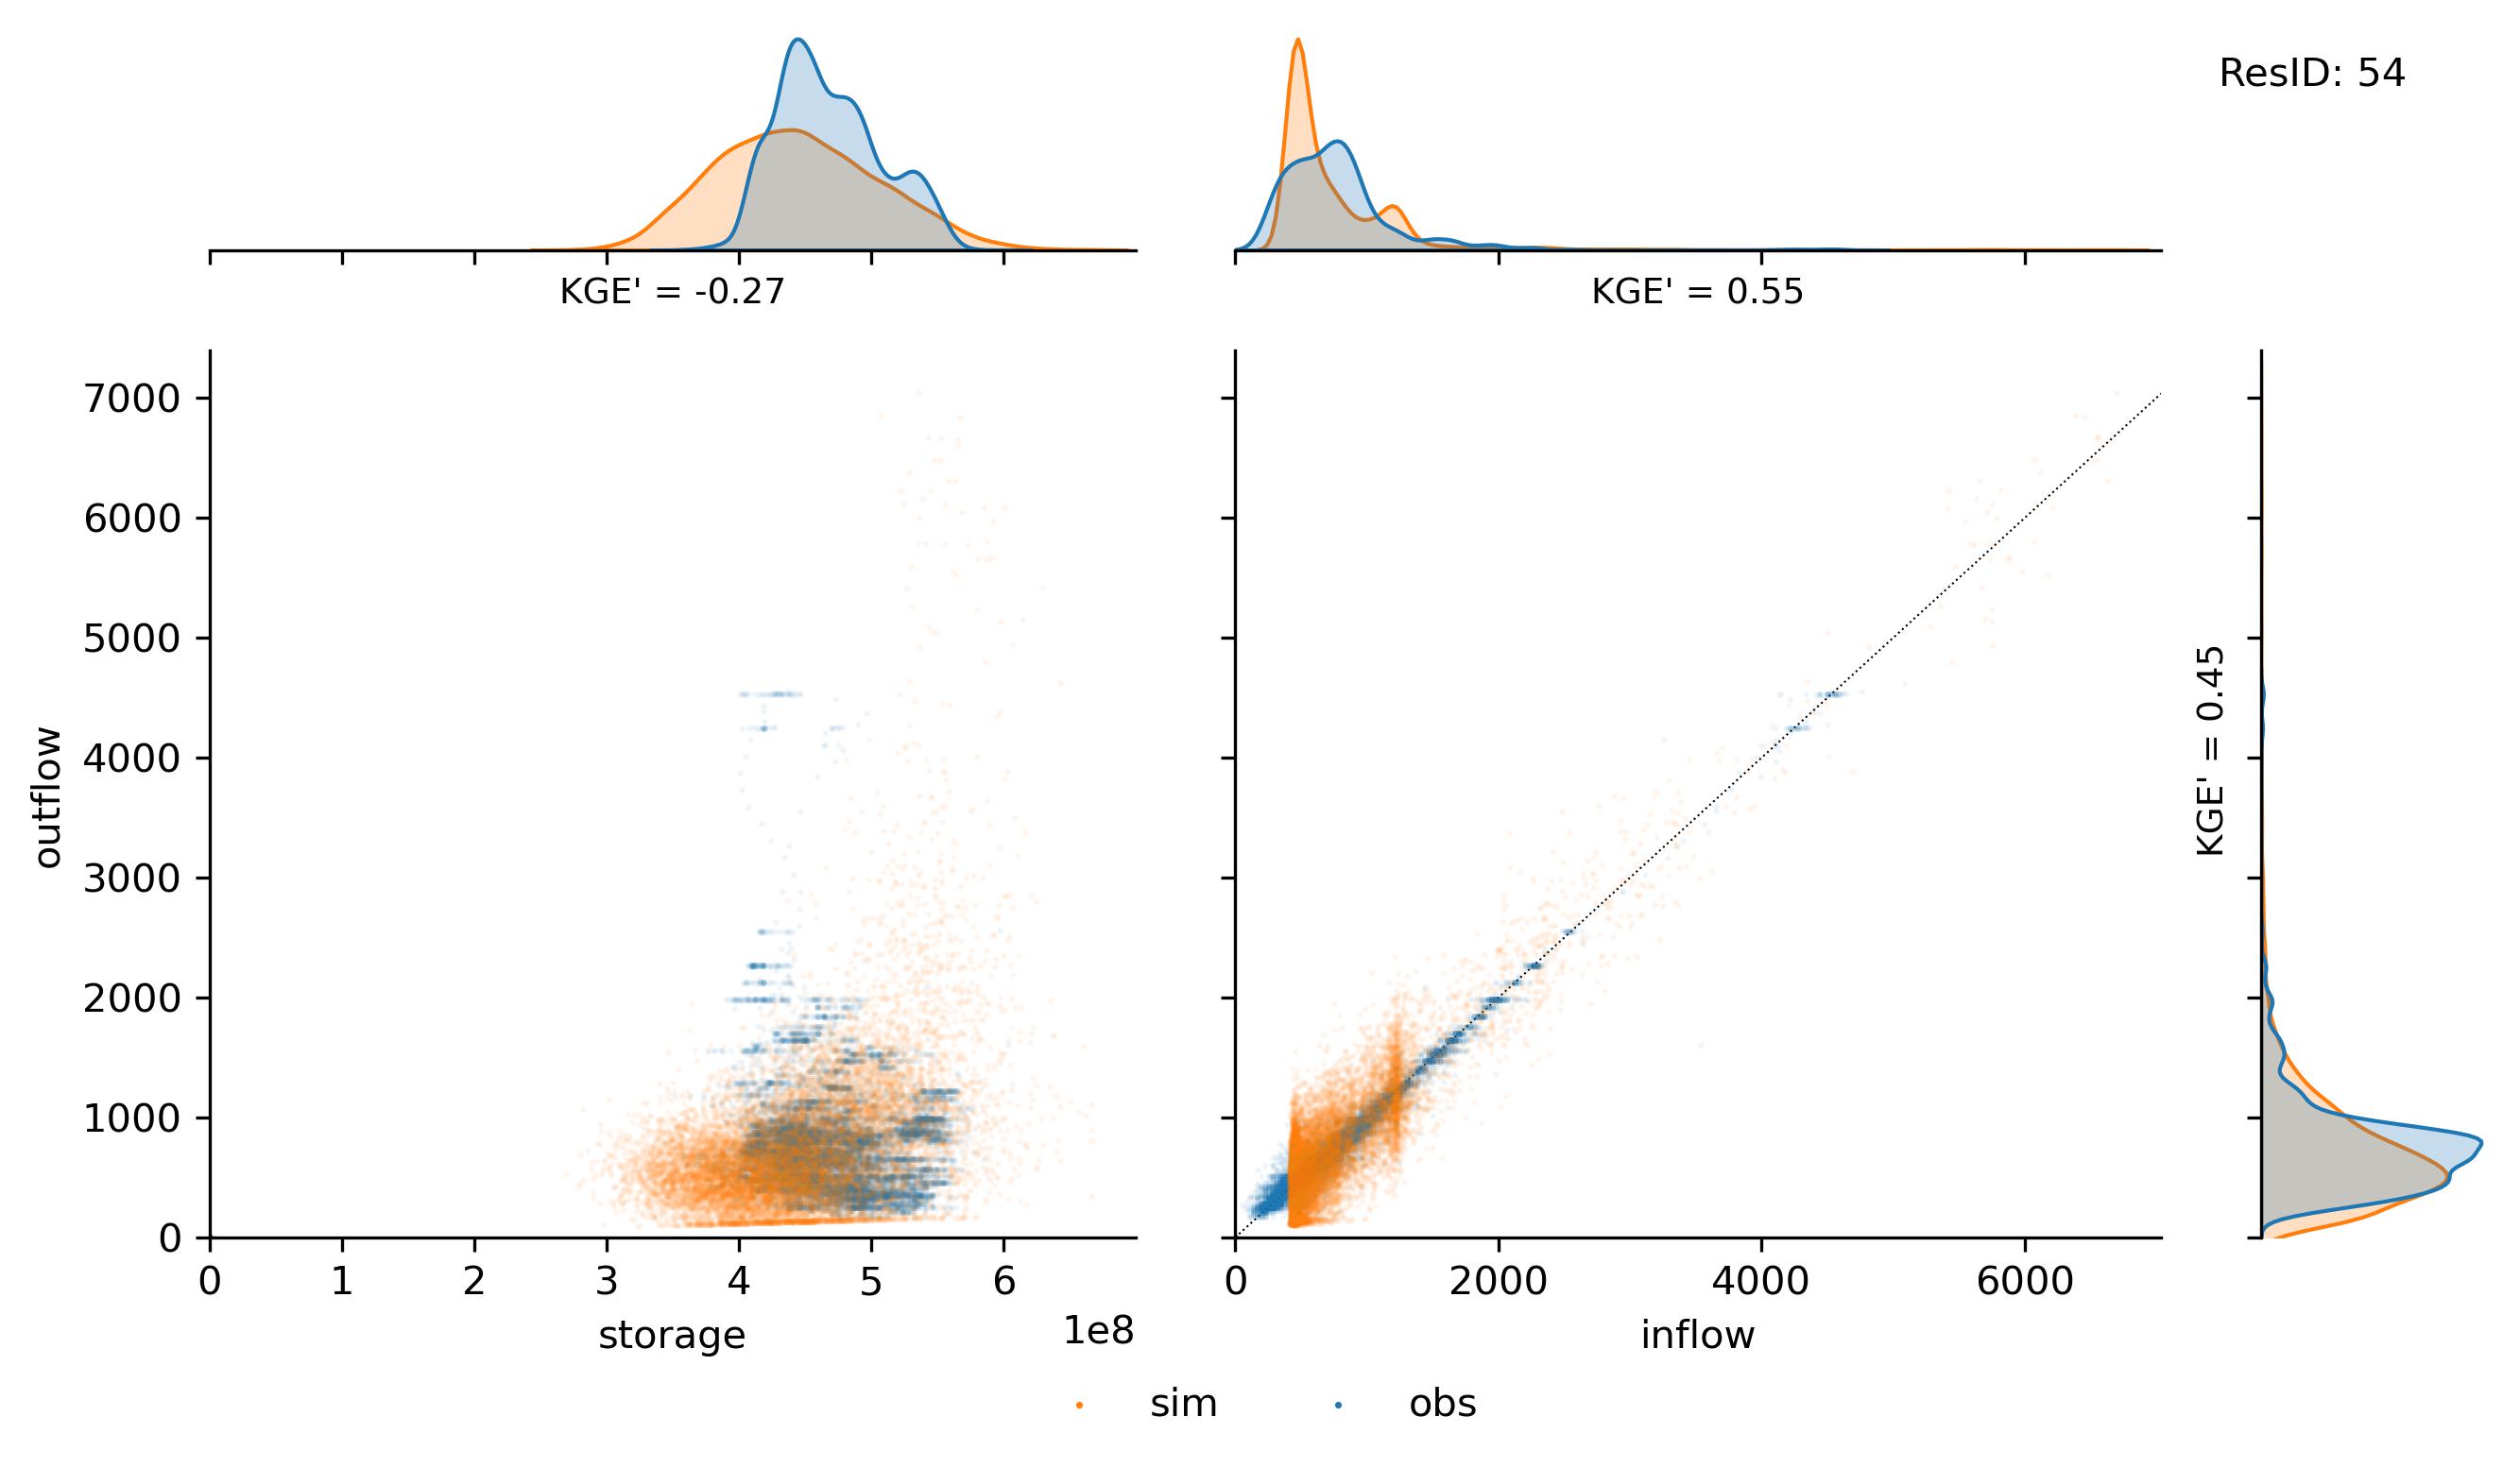 ResID: 54
KGE' = -0.27
KGE' = 0.55
7000
6000
5000
4000
3000
2000
1000
0
outflow
KGE' = 0.45
0 1 2 3 4 5 6
1e8
storage
0 2000 4000 6000
inflow
sim obs